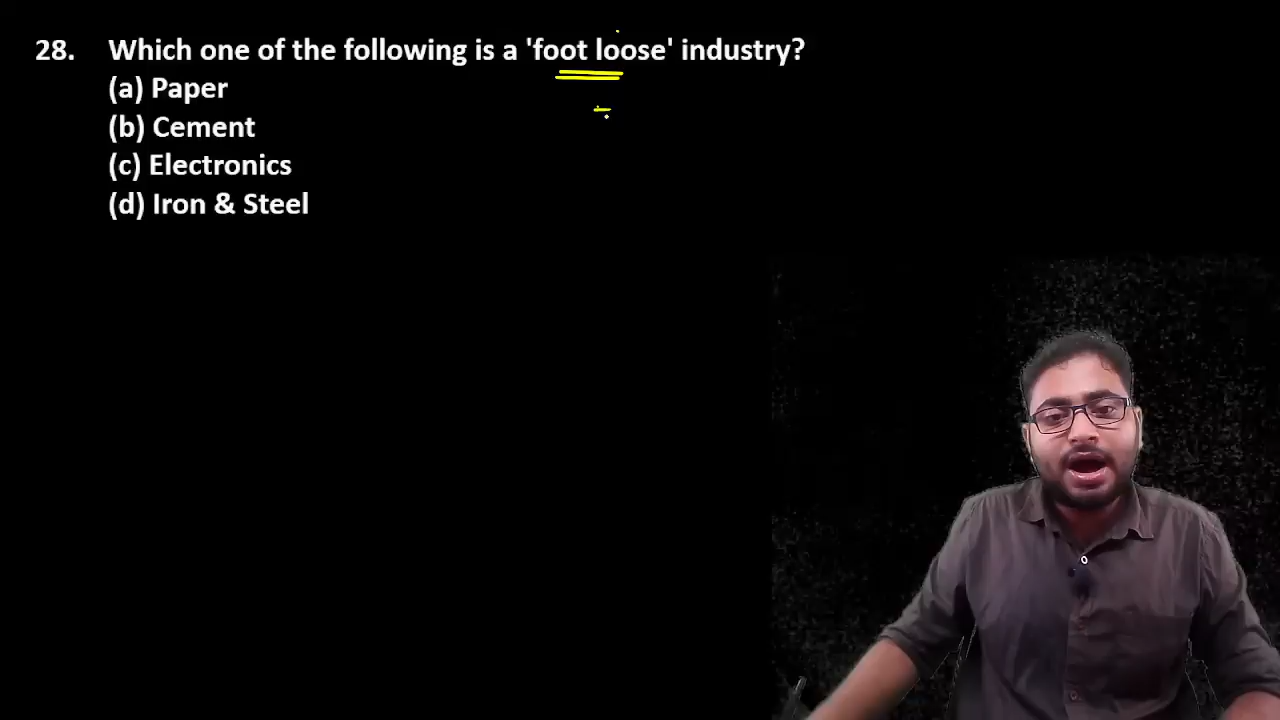 28. Which one of the following is a 'foot loose' industry?
(a) Paper
(b) Cement
(c) Electronics
(d) Iron & Steel